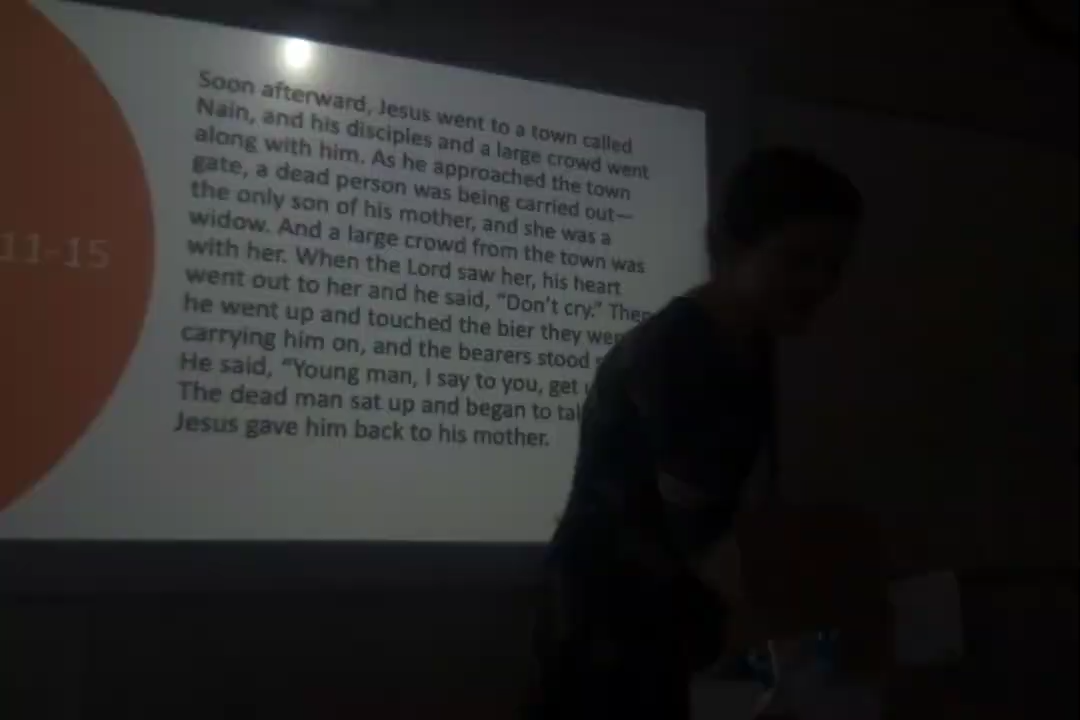 11-15
Soon afterward, Jesus went to a town called
Nain, and his disciples and a large crowd went
along with him. As he approached the town
gate, a dead person was being carried out—
the only son of his mother, and she was a
widow. And a large crowd from the town was
with her. When the Lord saw her, his heart
went out to her and he said, “Don’t cry.” Then
he went up and touched the bier they
carrying him on, and the bearers stood
He said, “Young man, I say to you, get
The dead man sat up and began to
Jesus gave him back to his mother.